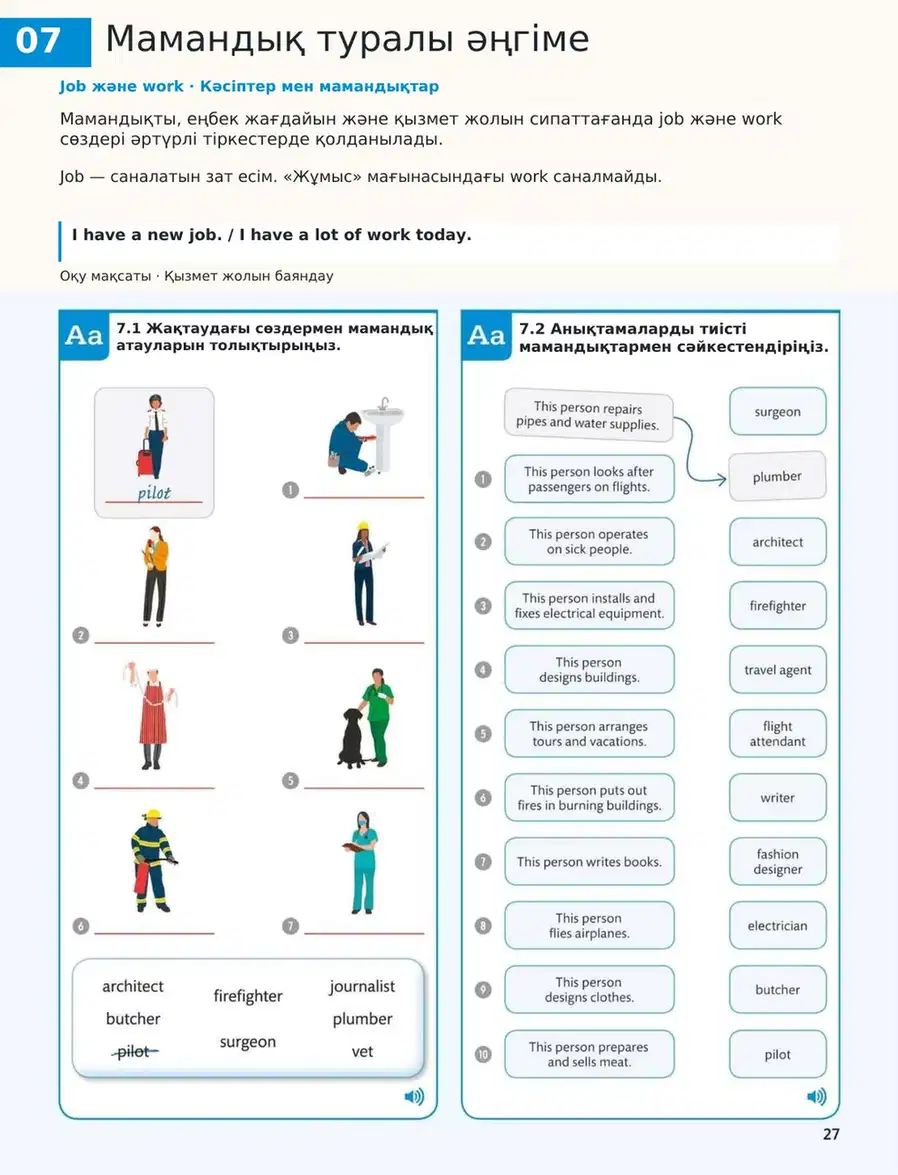 07
Мамандық туралы әңгіме
Job және work · Кәсіптер мен мамандықтар
Мамандықты, еңбек жағдайын және қызмет жолын сипаттағанда job және work
сөздері әртүрлі тіркестерде қолданылады.
Job — саналатын зат есім. «Жұмыс» мағынасындағы work саналмайды.
I have a new job. / I have a lot of work today.
Оқу мақсаты · Қызмет жолын баяндау
Aa
7.1 Жақтаудағы сөздермен мамандық
атауларын толықтырыңыз.
pilot
1
2
3
4
5
6
7
architect
firefighter
journalist
butcher
plumber
surgeon
pilot
vet
Aa
7.2 Анықтамаларды тиісті
мамандықтармен сәйкестендіріңіз.
This person repairs
pipes and water supplies.
surgeon
1
This person looks after
passengers on flights.
plumber
2
This person operates
on sick people.
architect
3
This person installs and
fixes electrical equipment.
firefighter
4
This person
designs buildings.
travel agent
5
This person arranges
tours and vacations.
flight
attendant
6
This person puts out
fires in burning buildings.
writer
7
This person writes books.
fashion
designer
8
This person
flies airplanes.
electrician
9
This person
designs clothes.
butcher
10
This person prepares
and sells meat.
pilot
27